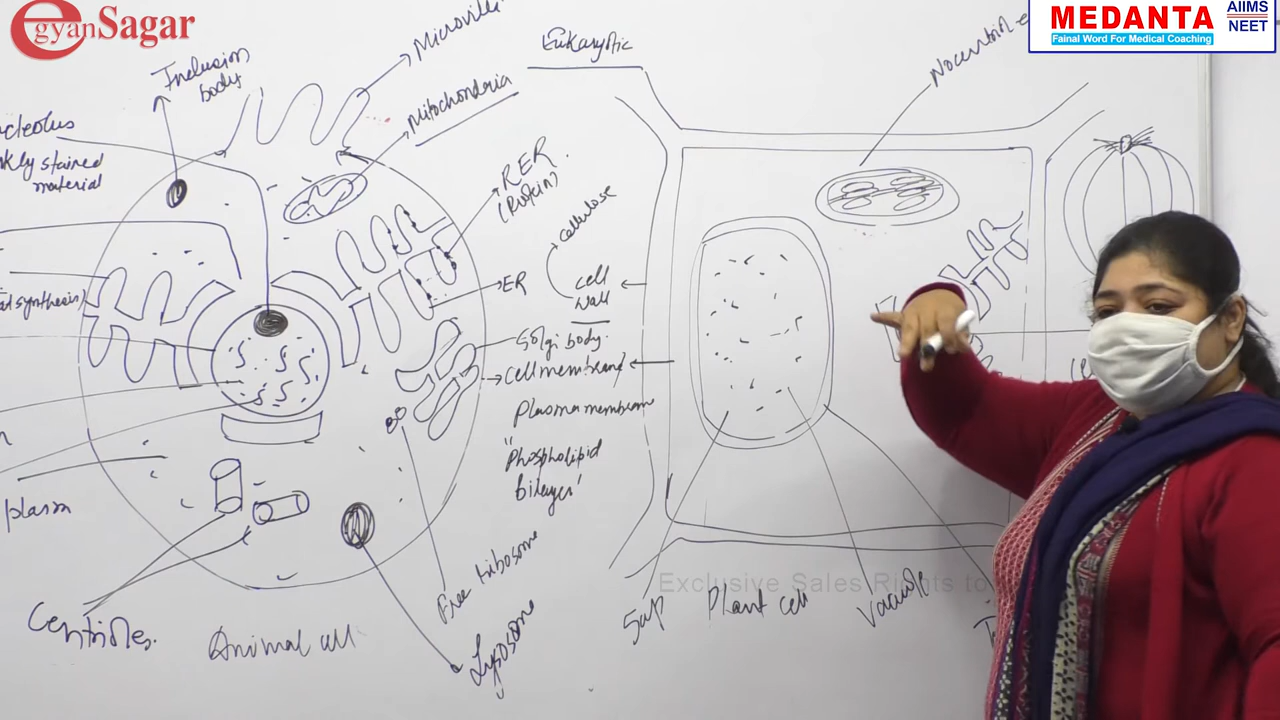 egyanSagar
MEDANTA
Fainal Word For Medical Coaching
AIIMS
NEET
Inclusion
body
Microvilli
Mitochondria
Eukaryotic
cleolus
kly stained
material
RER
(Protein)
cellulose
ER
cell
wall
synthesis)
Golgi body
cell membrane
Plasma membrane
"Phospholipid
bilayer"
plasm
Centrioles.
Animal cell
Free ribosome
Lysosome
Exclusive Sales Rights to
Sap
Plant cell
Vacuole